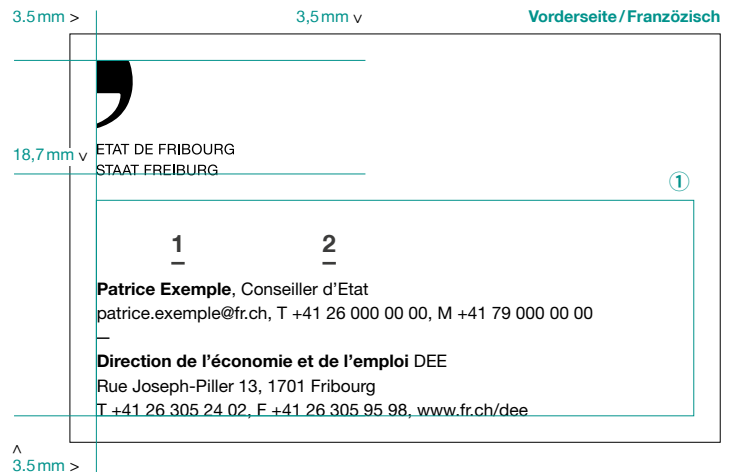 3.5 mm >
3,5 mm v
Vorderseite / Französisch
18,7 mm v
ETAT DE FRIBOURG
STAAT FREIBURG
①
1
2
Patrice Exemple, Conseiller d’Etat
patrice.exemple@fr.ch, T +41 26 000 00 00, M +41 79 000 00 00
—
Direction de l’économie et de l’emploi DEE
Rue Joseph-Piller 13, 1701 Fribourg
T +41 26 305 24 02, F +41 26 305 95 98, www.fr.ch/dee
^
3.5 mm >